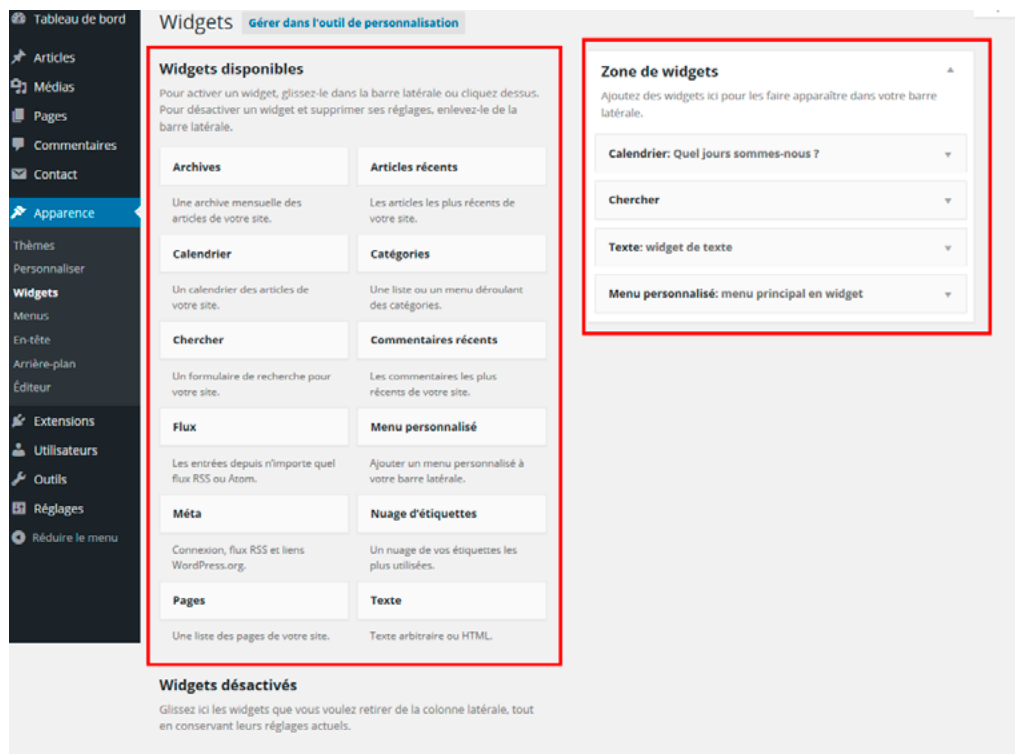 Tableau de bord
Articles
Médias
Pages
Commentaires
Contact
Apparence
Thèmes
Personnaliser
Widgets
Menus
En-tête
Arrière-plan
Éditeur
Extensions
Utilisateurs
Outils
Réglages
Réduire le menu
Widgets Gérer dans l'outil de personnalisation
Widgets disponibles
Pour activer un widget, glissez-le dans la barre latérale ou cliquez dessus.
Pour désactiver un widget et supprimer ses réglages, enlevez-le de la
barre latérale.
Archives
Une archive mensuelle des
articles de votre site.
Articles récents
Les articles les plus récents de
votre site.
Calendrier
Un calendrier des articles de
votre site.
Catégories
Une liste ou un menu déroulant
des catégories.
Chercher
Un formulaire de recherche pour
votre site.
Commentaires récents
Les commentaires les plus
récents de votre site.
Flux
Les entrées depuis n'importe quel
flux RSS ou Atom.
Menu personnalisé
Ajouter un menu personnalisé à
votre barre latérale.
Méta
Connexion, flux RSS et liens
WordPress.org.
Nuage d'étiquettes
Un nuage de vos étiquettes les
plus utilisées.
Pages
Une liste des pages de votre site.
Texte
Texte arbitraire ou HTML.
Widgets désactivés
Glissez ici les widgets que vous voulez retirer de la colonne latérale, tout
en conservant leurs réglages actuels.
Zone de widgets
Ajoutez des widgets ici pour les faire apparaître dans votre barre
latérale.
Calendrier: Quel jours sommes-nous ?
Chercher
Texte: widget de texte
Menu personnalisé: menu principal en widget